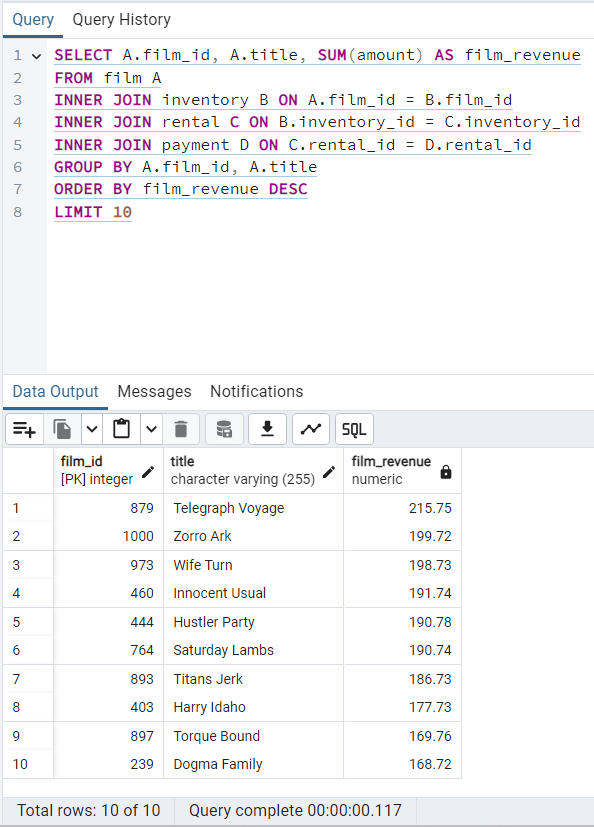 Query Query History
1 SELECT A.film_id, A.title, SUM(amount) AS film_revenue
2 FROM film A
3 INNER JOIN inventory B ON A.film_id = B.film_id
4 INNER JOIN rental C ON B.inventory_id = C.inventory_id
5 INNER JOIN payment D ON C.rental_id = D.rental_id
6 GROUP BY A.film_id, A.title
7 ORDER BY film_revenue DESC
8 LIMIT 10
Data Output Messages Notifications
SQL
film_id title film_revenue
[PK] integer character varying (255) numeric
1 879 Telegraph Voyage 215.75
2 1000 Zorro Ark 199.72
3 973 Wife Turn 198.73
4 460 Innocent Usual 191.74
5 444 Hustler Party 190.78
6 764 Saturday Lambs 190.74
7 893 Titans Jerk 186.73
8 403 Harry Idaho 177.73
9 897 Torque Bound 169.76
10 239 Dogma Family 168.72
Total rows: 10 of 10 Query complete 00:00:00.117